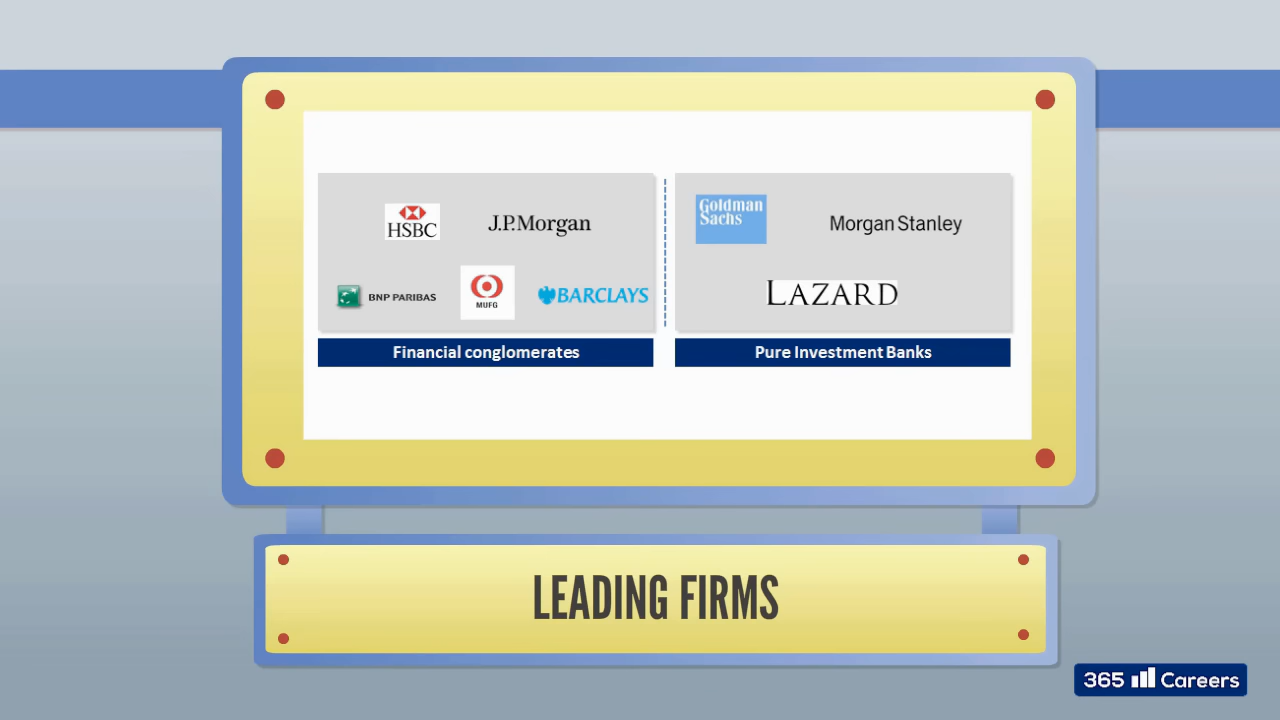 HSBC
J.P.Morgan
BNP PARIBAS
MUFG
BARCLAYS
Financial conglomerates
Goldman
Sachs
Morgan Stanley
LAZARD
Pure Investment Banks
LEADING FIRMS
365 Careers